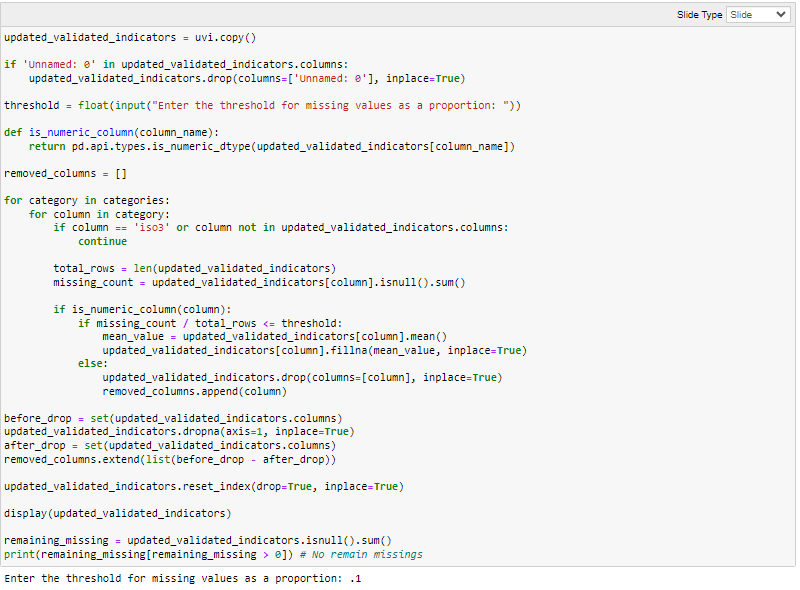 Slide Type Slide
updated_validated_indicators = uvi.copy()
if 'Unnamed: 0' in updated_validated_indicators.columns:
    updated_validated_indicators.drop(columns=['Unnamed: 0'], inplace=True)
threshold = float(input("Enter the threshold for missing values as a proportion: "))
def is_numeric_column(column_name):
    return pd.api.types.is_numeric_dtype(updated_validated_indicators[column_name])
removed_columns = []
for category in categories:
    for column in category:
        if column == 'iso3' or column not in updated_validated_indicators.columns:
            continue
        total_rows = len(updated_validated_indicators)
        missing_count = updated_validated_indicators[column].isnull().sum()
        if is_numeric_column(column):
            if missing_count / total_rows <= threshold:
                mean_value = updated_validated_indicators[column].mean()
                updated_validated_indicators[column].fillna(mean_value, inplace=True)
            else:
                updated_validated_indicators.drop(columns=[column], inplace=True)
                removed_columns.append(column)
before_drop = set(updated_validated_indicators.columns)
updated_validated_indicators.dropna(axis=1, inplace=True)
after_drop = set(updated_validated_indicators.columns)
removed_columns.extend(list(before_drop - after_drop))
updated_validated_indicators.reset_index(drop=True, inplace=True)
display(updated_validated_indicators)
remaining_missing = updated_validated_indicators.isnull().sum()
print(remaining_missing[remaining_missing > 0]) # No remain missings
Enter the threshold for missing values as a proportion: .1